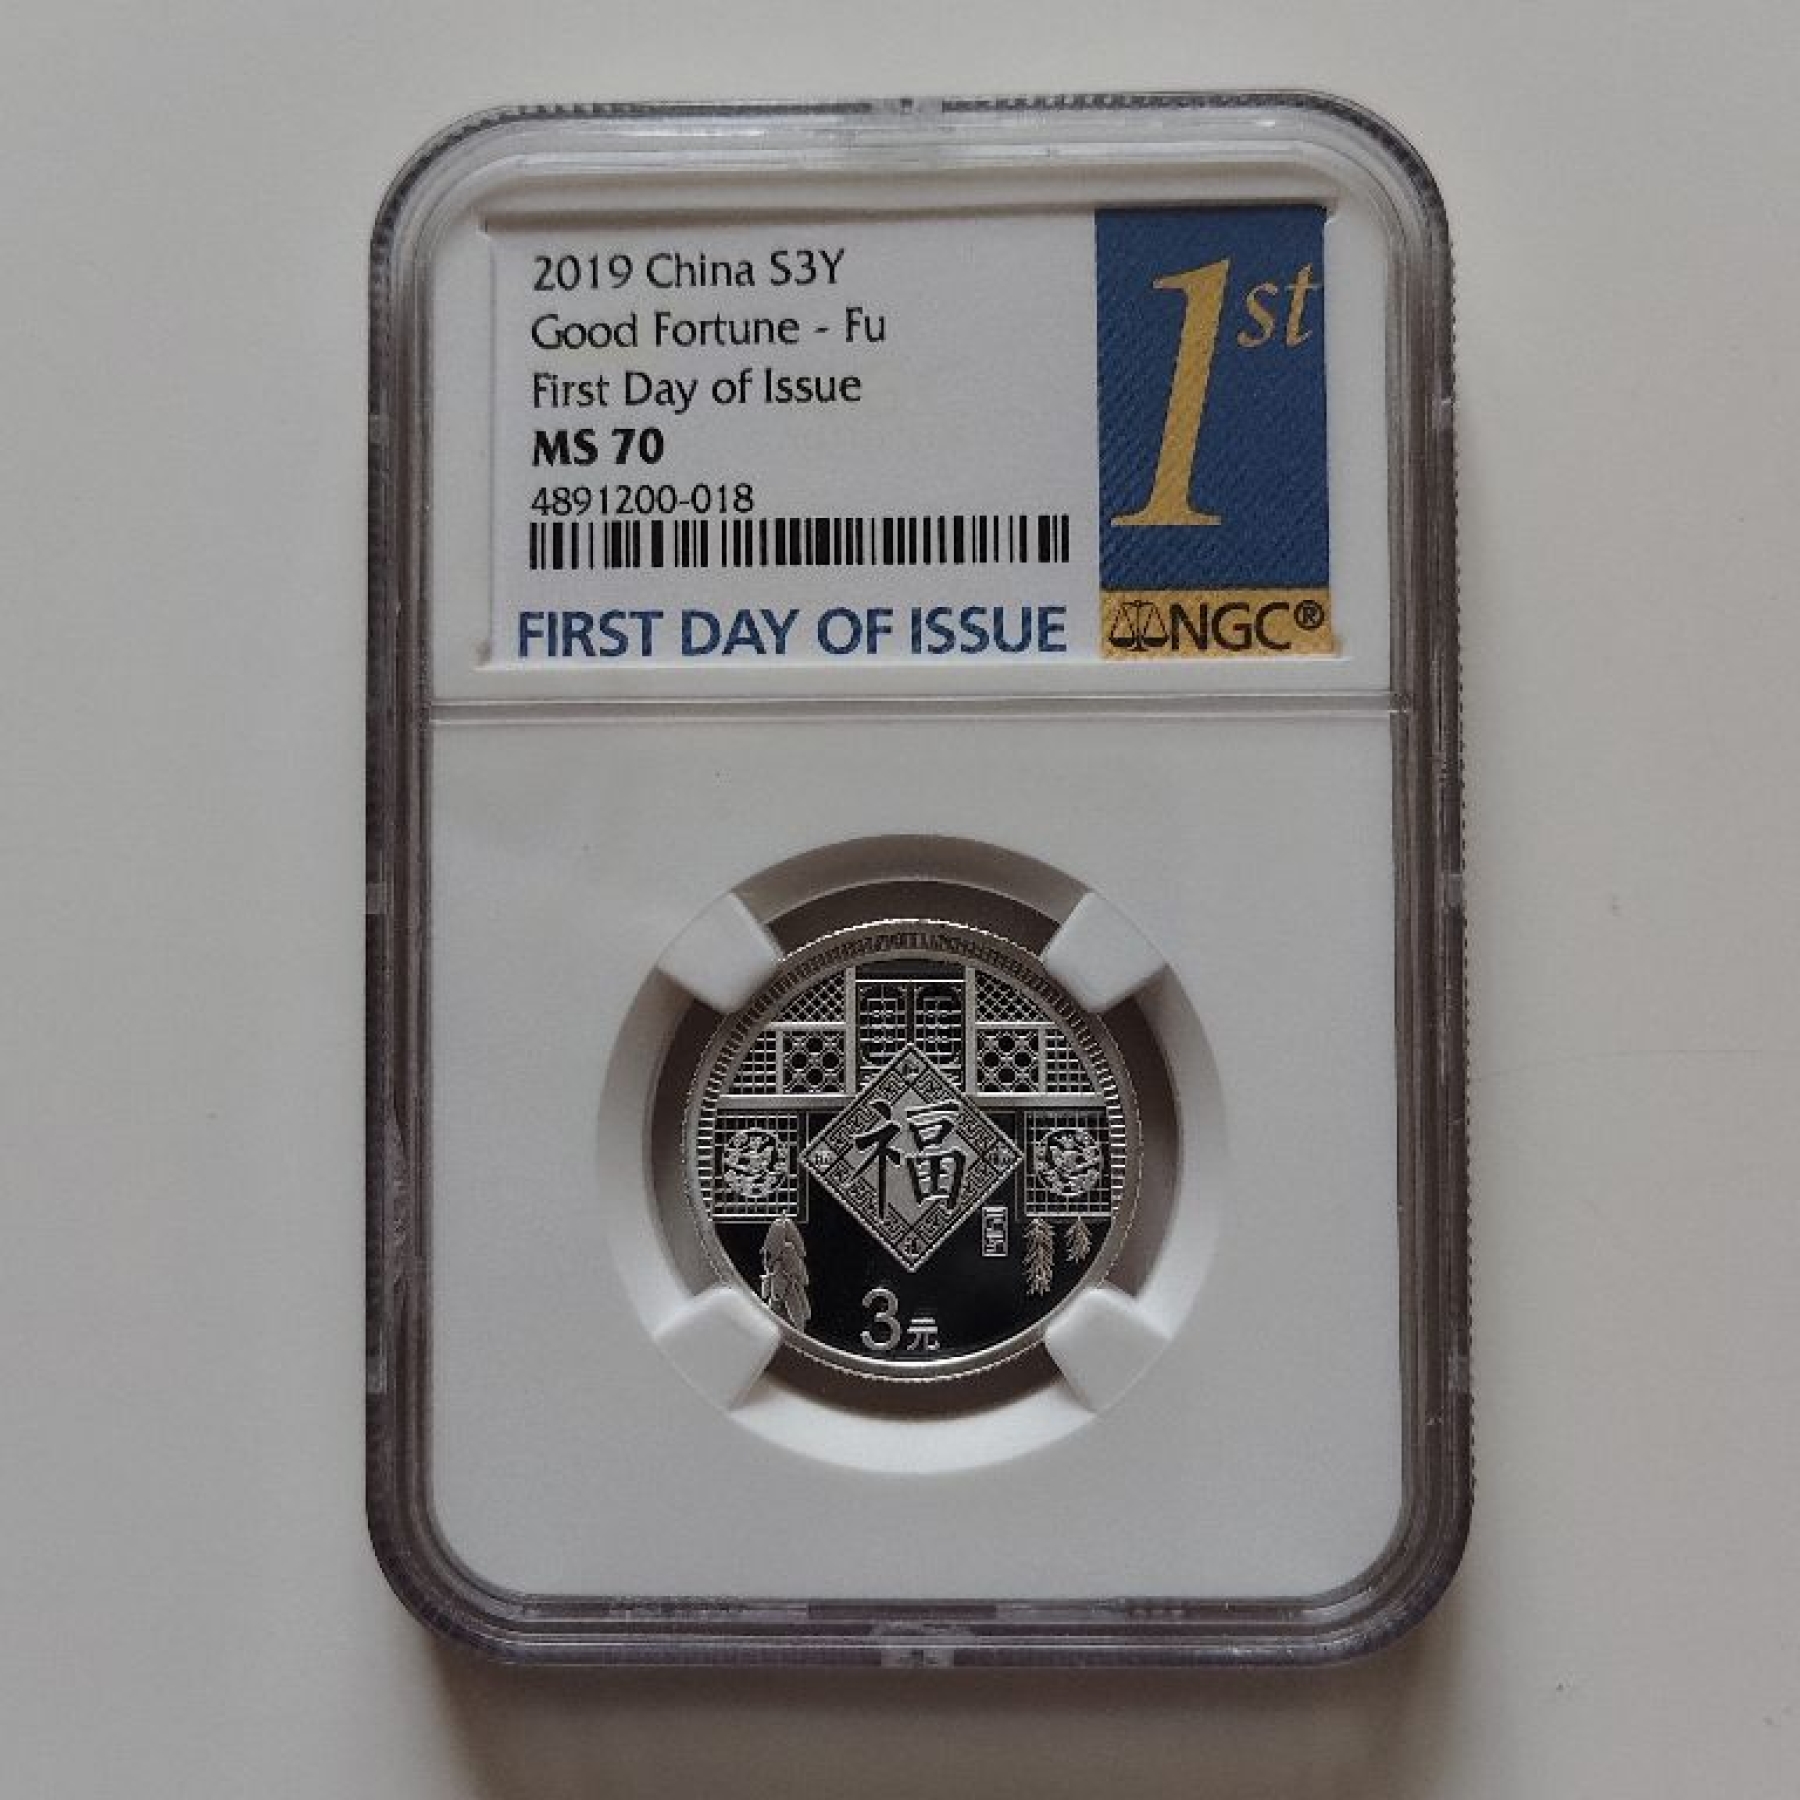 2019 China S3Y
Good Fortune - Fu
First Day of Issue
MS 70
4891200-018
FIRST DAY OF ISSUE
1st
NGC®
福
3元